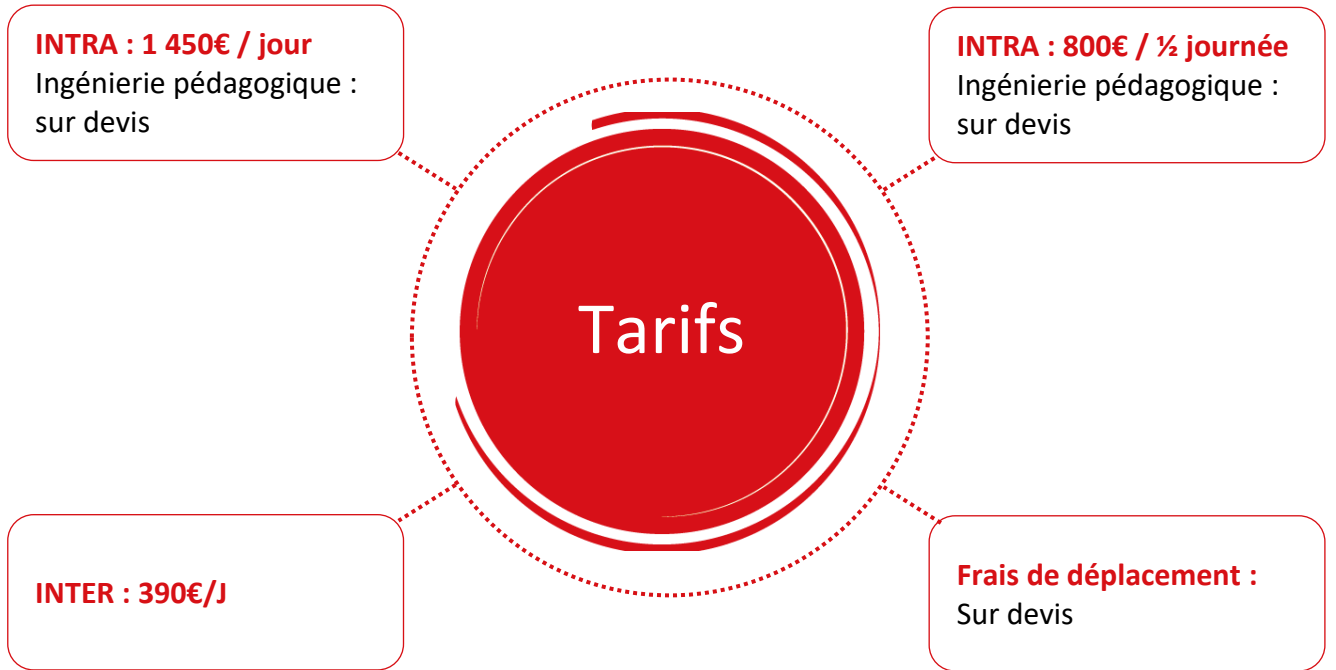 INTRA : 1 450€ / jour
Ingénierie pédagogique :
sur devis
INTRA : 800€ / ½ journée
Ingénierie pédagogique :
sur devis
Tarifs
INTER : 390€/J
Frais de déplacement :
Sur devis